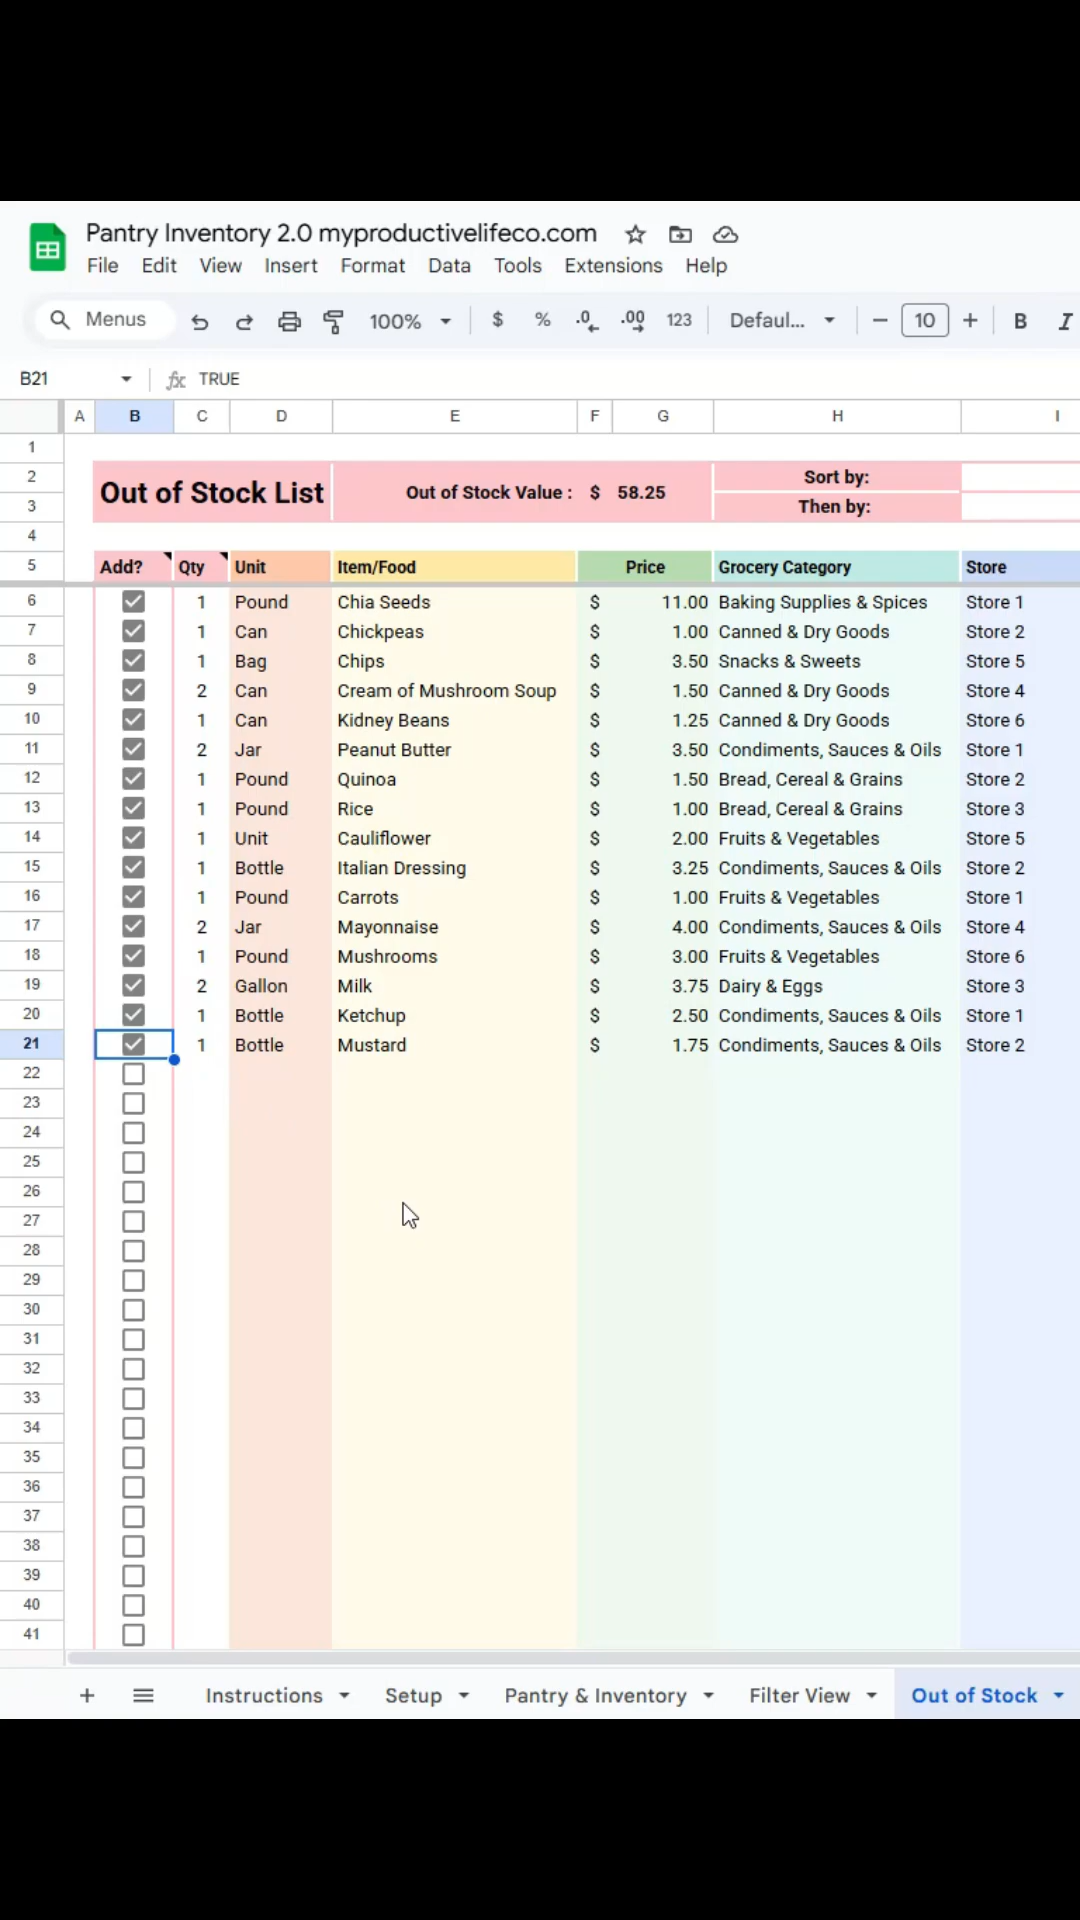 Pantry Inventory 2.0 myproductivelifeco.com
File Edit View Insert Format Data Tools Extensions Help
Menus 100% $ % .0 .00 123 Defaul... − 10 + B I
B21 fx TRUE
A B C D E F G H I
1
2 Out of Stock List Out of Stock Value : $ 58.25 Sort by:
3 Then by:
4
5 Add? Qty Unit Item/Food Price Grocery Category Store
6 1 Pound Chia Seeds $ 11.00 Baking Supplies & Spices Store 1
7 1 Can Chickpeas $ 1.00 Canned & Dry Goods Store 2
8 1 Bag Chips $ 3.50 Snacks & Sweets Store 5
9 2 Can Cream of Mushroom Soup $ 1.50 Canned & Dry Goods Store 4
10 1 Can Kidney Beans $ 1.25 Canned & Dry Goods Store 6
11 2 Jar Peanut Butter $ 3.50 Condiments, Sauces & Oils Store 1
12 1 Pound Quinoa $ 1.50 Bread, Cereal & Grains Store 2
13 1 Pound Rice $ 1.00 Bread, Cereal & Grains Store 3
14 1 Unit Cauliflower $ 2.00 Fruits & Vegetables Store 5
15 1 Bottle Italian Dressing $ 3.25 Condiments, Sauces & Oils Store 2
16 1 Pound Carrots $ 1.00 Fruits & Vegetables Store 1
17 2 Jar Mayonnaise $ 4.00 Condiments, Sauces & Oils Store 4
18 1 Pound Mushrooms $ 3.00 Fruits & Vegetables Store 6
19 2 Gallon Milk $ 3.75 Dairy & Eggs Store 3
20 1 Bottle Ketchup $ 2.50 Condiments, Sauces & Oils Store 1
21 1 Bottle Mustard $ 1.75 Condiments, Sauces & Oils Store 2
22
23
24
25
26
27
28
29
30
31
32
33
34
35
36
37
38
39
40
41
+ Instructions Setup Pantry & Inventory Filter View Out of Stock